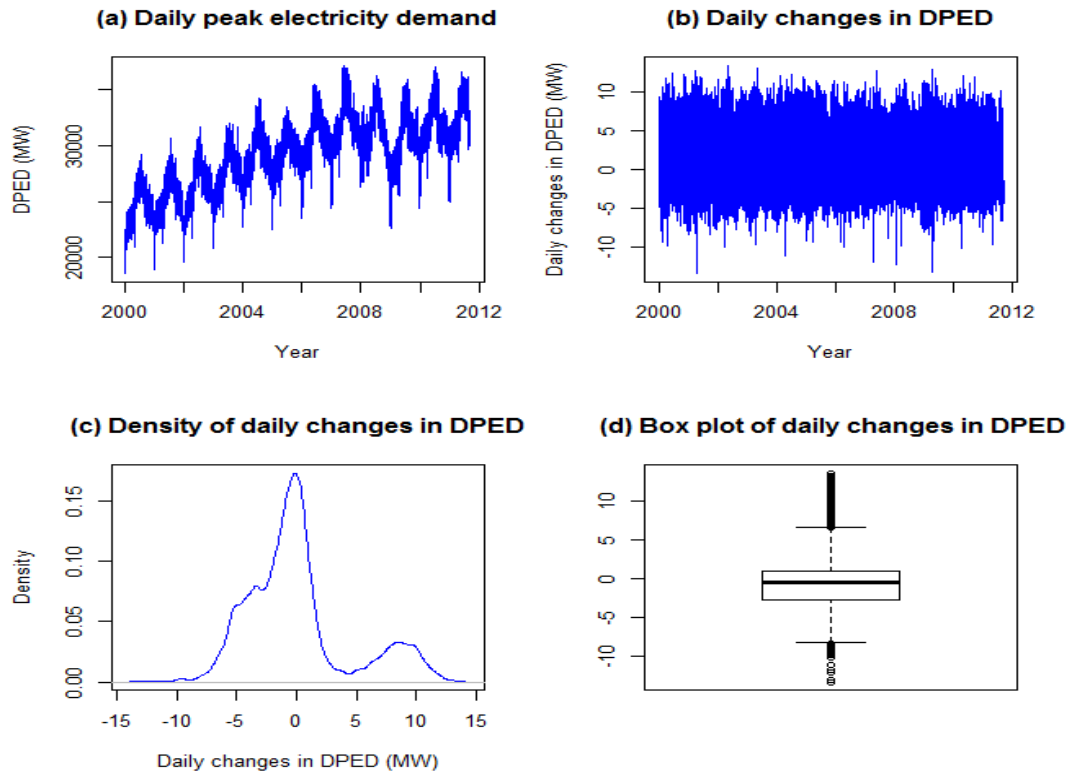 (a) Daily peak electricity demand
DPED (MW)
30000
20000
2000 2004 2008 2012
Year
(b) Daily changes in DPED
Daily changes in DPED (MW)
10
5
0
-5
-10
2000 2004 2008 2012
Year
(c) Density of daily changes in DPED
Density
0.15
0.10
0.05
0.00
-15 -10 -5 0 5 10 15
Daily changes in DPED (MW)
(d) Box plot of daily changes in DPED
10
5
0
-5
-10